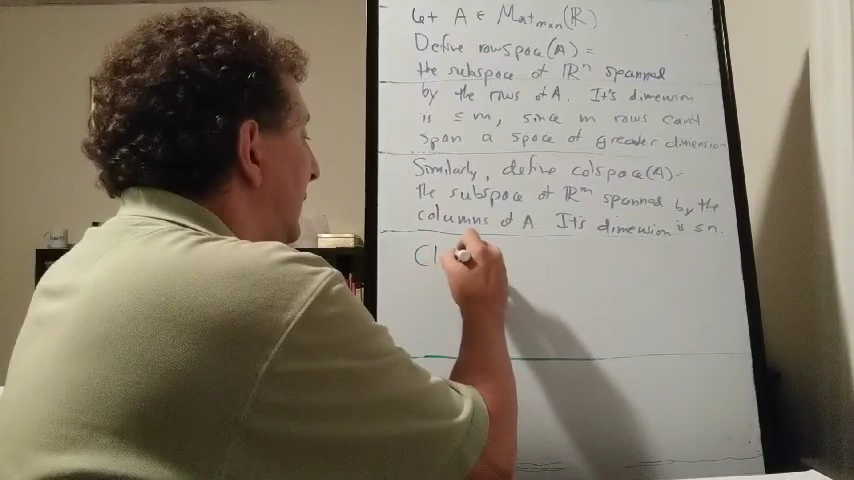 Let A ∈ Mat_{m×n}(ℝ)
Define rowspace(A) =
the subspace of ℝⁿ spanned
by the rows of A. It's dimension
is ≤ m, since m rows can't
span a space of greater dimension
Similarly, define colspace(A)=
the subspace of ℝᵐ spanned by the
columns of A It's dimension is ≤ n.
Cl